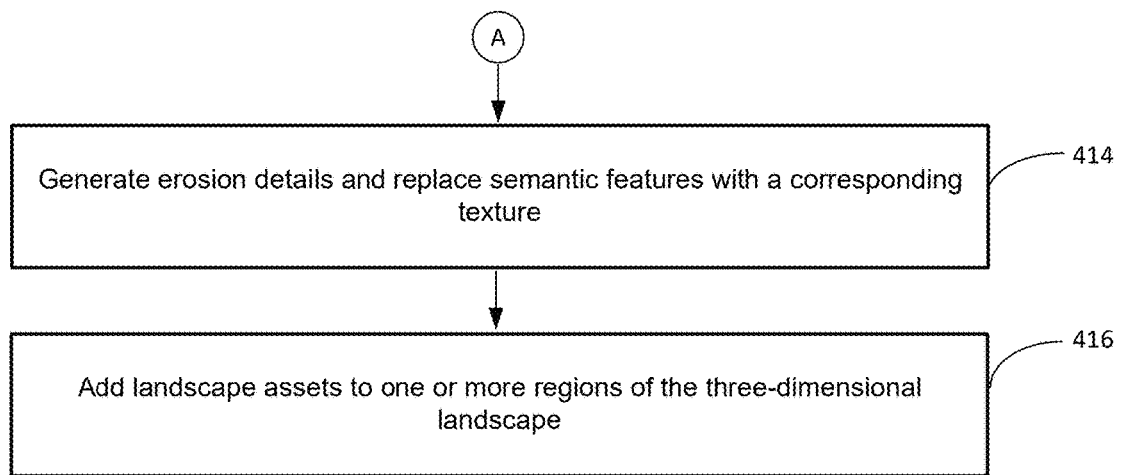 A
Generate erosion details and replace semantic features with a corresponding
texture
414
Add landscape assets to one or more regions of the three-dimensional
landscape
416